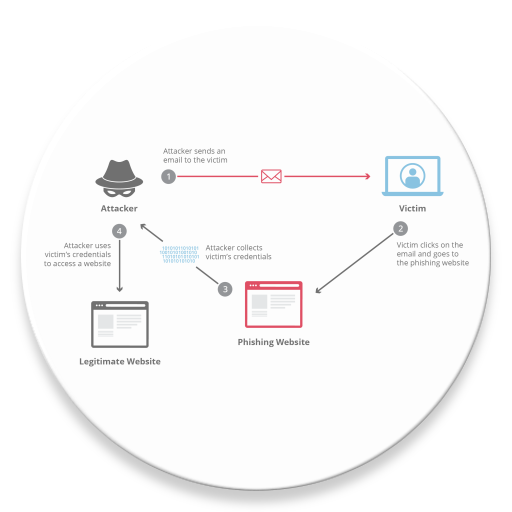 Attacker sends an
email to the victim
1
Attacker
Victim
4
2
Attacker uses
victim's credentials
to access a website
Attacker collects
victim's credentials
Victim clicks on the
email and goes to
the phishing website
3
Phishing Website
Legitimate Website